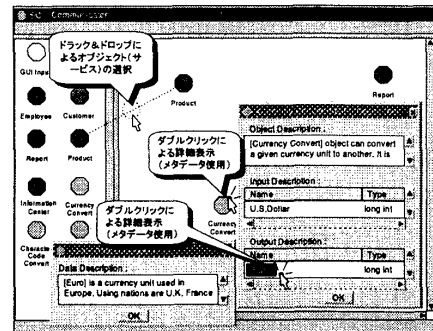 ドラック&ドロップに
よるオブジェクト(サ
ービス)の選択
GUI Input
Employee
Customer
Report
Product
Information
Center
Currency
Convert
Character
Code
Convert
Product
Report
ダブルクリックに
よる詳細表示
(メタデータ使用)
Currency
Convert
ダブルクリックに
よる詳細表示
(メタデータ使用)
Object Description :
[Currency Convert] object can convert
a given currency unit to another. It is
Input Description :
Name Type
U.S.Dollar long int
Output Description :
Name Type
long int
OK
Data Description :
[Euro] is a currency unit used in
Europe. Using nations are U.K, France
OK